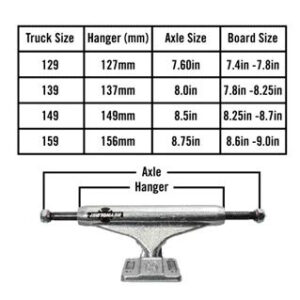 Truck Size Hanger (mm) Axle Size Board Size
129 127mm 7.60in 7.4in -7.8in
139 137mm 8.0in 7.8in -8.25in
149 149mm 8.5in 8.25in -8.7in
159 156mm 8.75in 8.6in -9.0in
Axle
Hanger